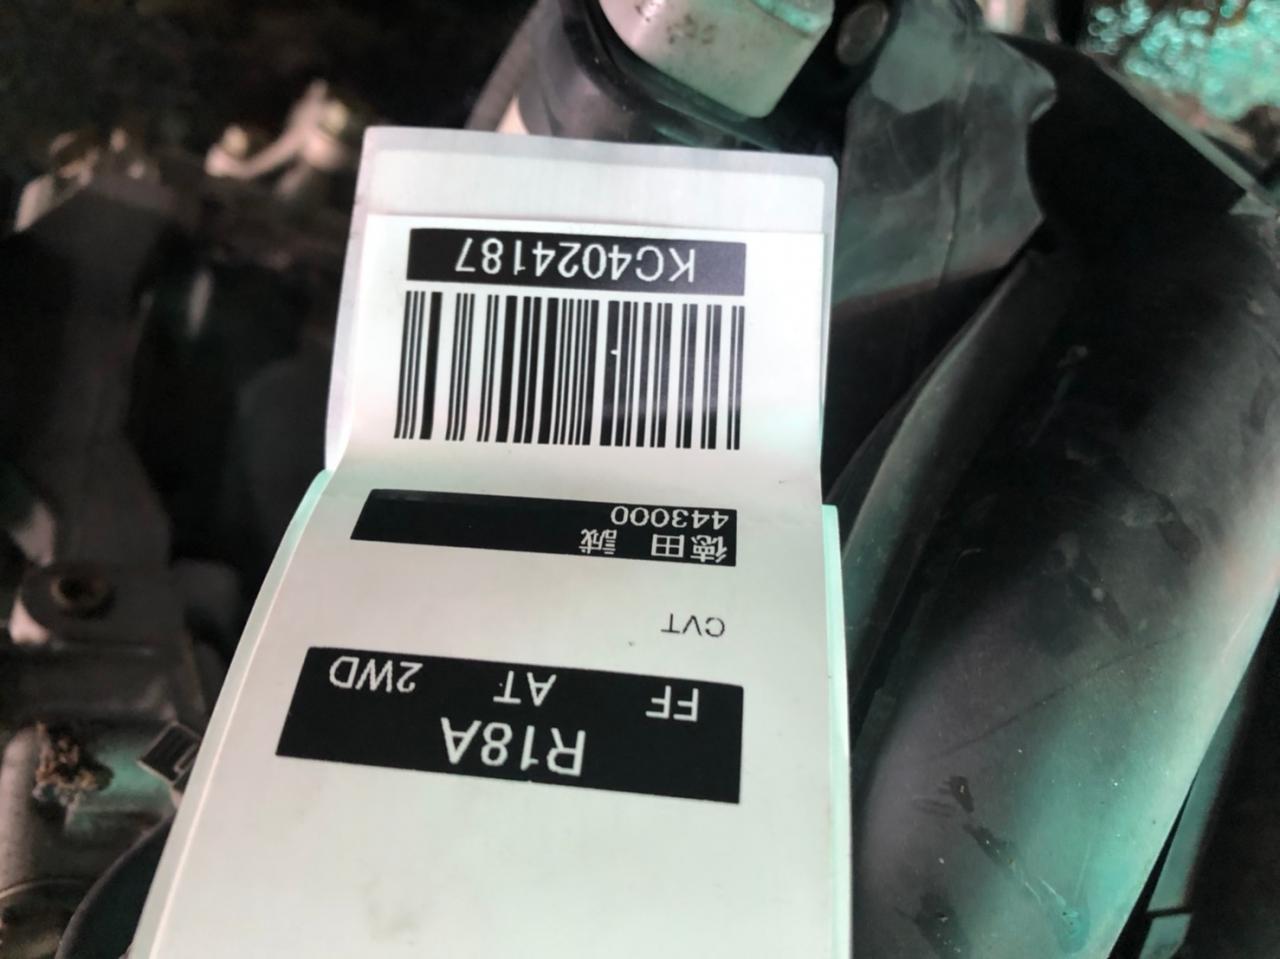 R18A
FF AT 2WD
CVT
徳田 誠
443000
KC4024187